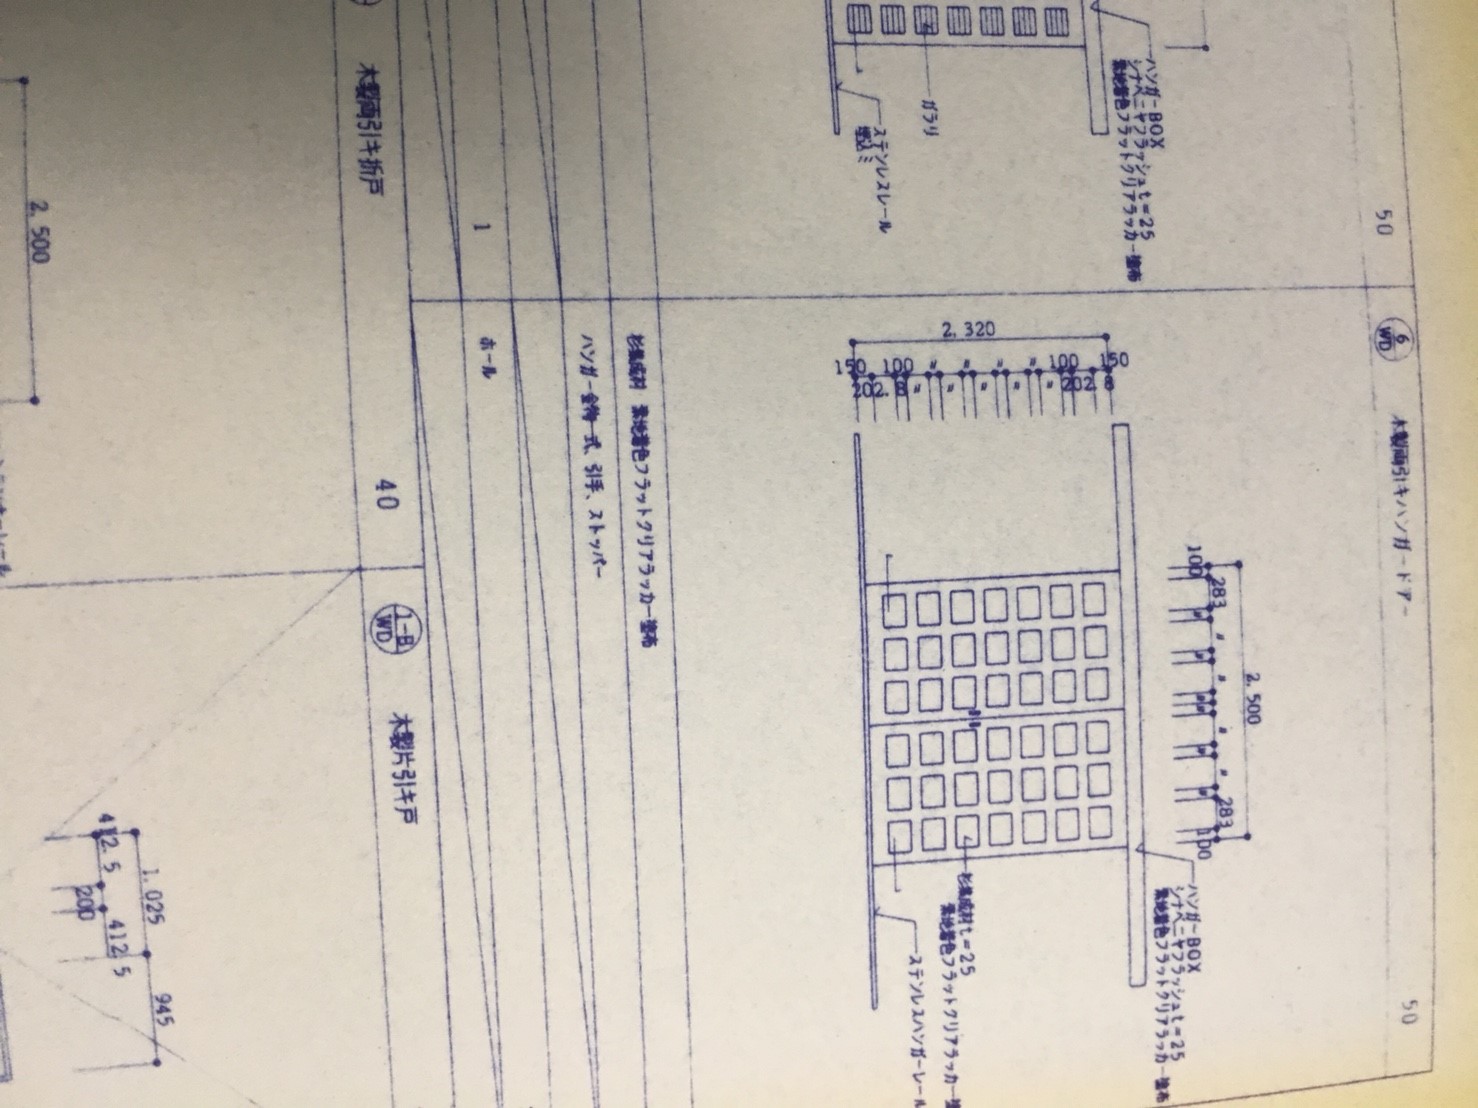 50
ハンガーBOX
シナベニヤフラッシュt=25
素地着色フラットクリアラッカー塗布
ガラリ
ステンレスレール
埋込ミ
1
木製両引キ折戸
2.500
6
WD
木製両引キハンガードアー
50
2.320
150 100 〃 〃 〃 〃 100 150
202.8 〃 〃 〃 〃 〃 202.8
2.500
100 283 〃 〃 〃 〃 283 100
ハンガーBOX
シナベニヤフラッシュt=25
素地着色フラットクリアラッカー塗布
杉集成材t=25
素地着色フラットクリアラッカー塗
ステンレスハンガーレール
杉集成材 素地着色フラットクリアラッカー塗布
ハンガー金物一式、引手、ストッパー
ホール
40
1-B
WD
木製片引キ戸
1.025
945
412.5
200
412.5